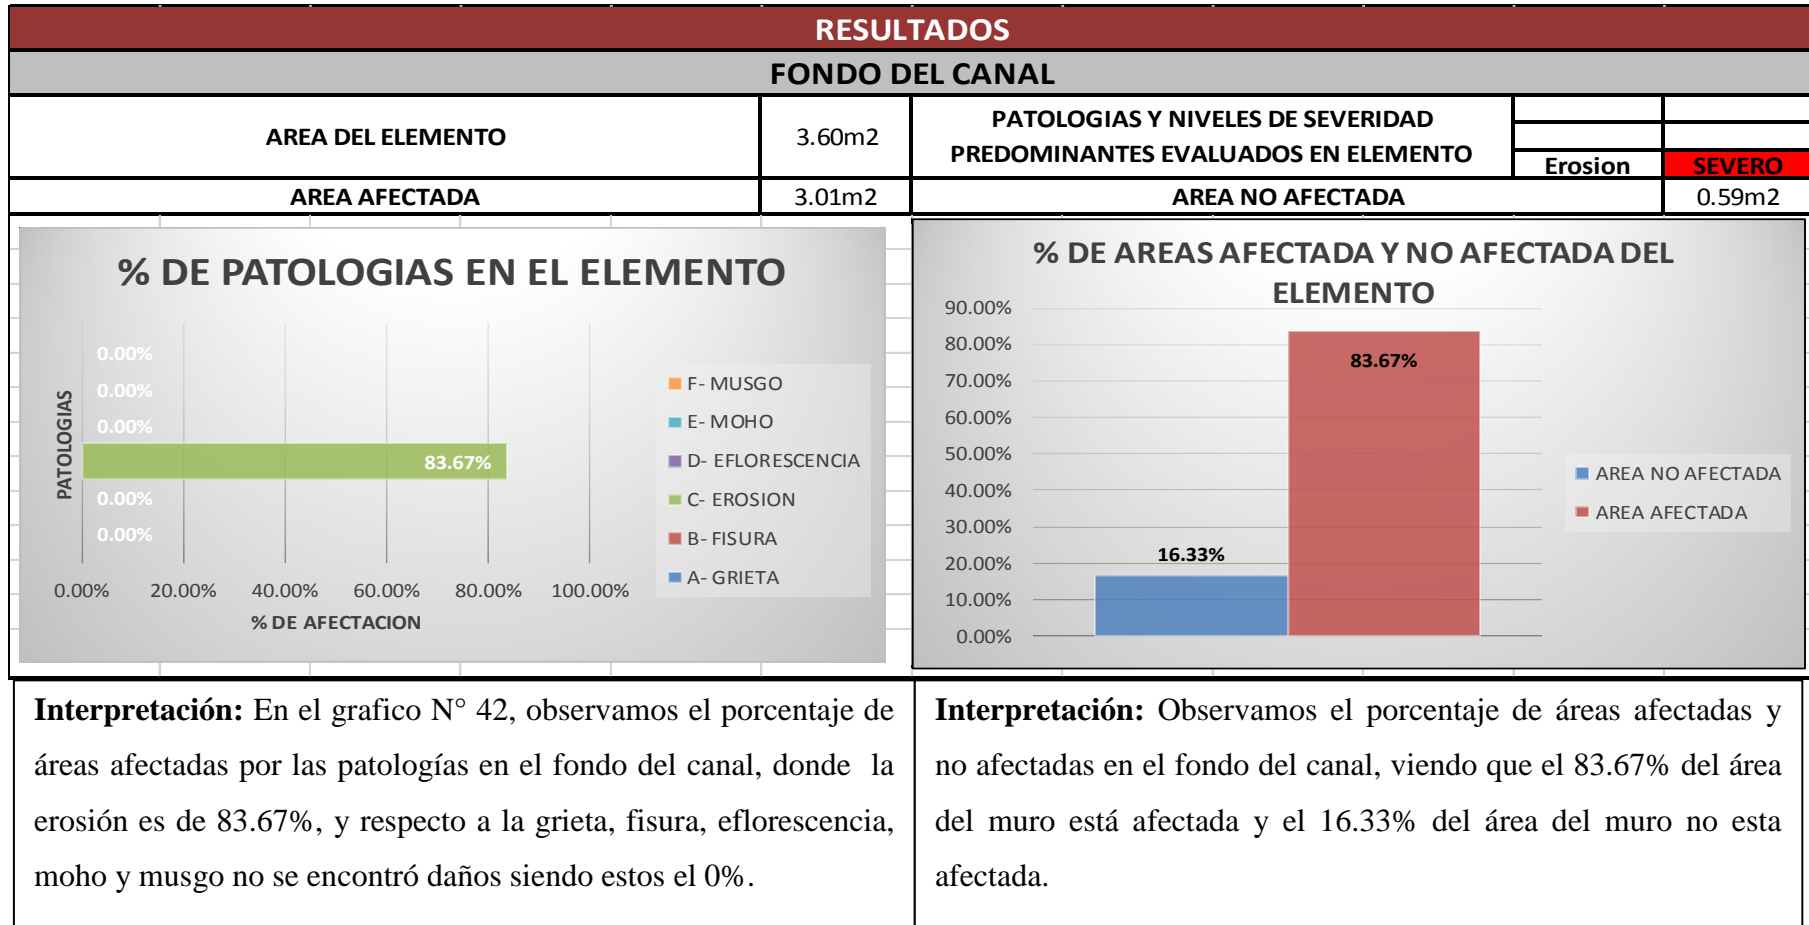 RESULTADOS
FONDO DEL CANAL
AREA DEL ELEMENTO
3.60m2
PATOLOGIAS Y NIVELES DE SEVERIDAD
PREDOMINANTES EVALUADOS EN ELEMENTO
Erosion
SEVERO
AREA AFECTADA
3.01m2
AREA NO AFECTADA
0.59m2
% DE PATOLOGIAS EN EL ELEMENTO
PATOLOGIAS
0.00%
0.00%
0.00%
83.67%
0.00%
0.00%
0.00%
20.00%
40.00%
60.00%
80.00%
100.00%
% DE AFECTACION
F- MUSGO
E- MOHO
D- EFLORESCENCIA
C- EROSION
B- FISURA
A- GRIETA
% DE AREAS AFECTADA Y NO AFECTADA DEL
ELEMENTO
90.00%
80.00%
70.00%
60.00%
50.00%
40.00%
30.00%
20.00%
10.00%
0.00%
16.33%
83.67%
AREA NO AFECTADA
AREA AFECTADA
Interpretación: En el grafico N° 42, observamos el porcentaje de
áreas afectadas por las patologías en el fondo del canal, donde la
erosión es de 83.67%, y respecto a la grieta, fisura, eflorescencia,
moho y musgo no se encontró daños siendo estos el 0%.
Interpretación: Observamos el porcentaje de áreas afectadas y
no afectadas en el fondo del canal, viendo que el 83.67% del área
del muro está afectada y el 16.33% del área del muro no esta
afectada.